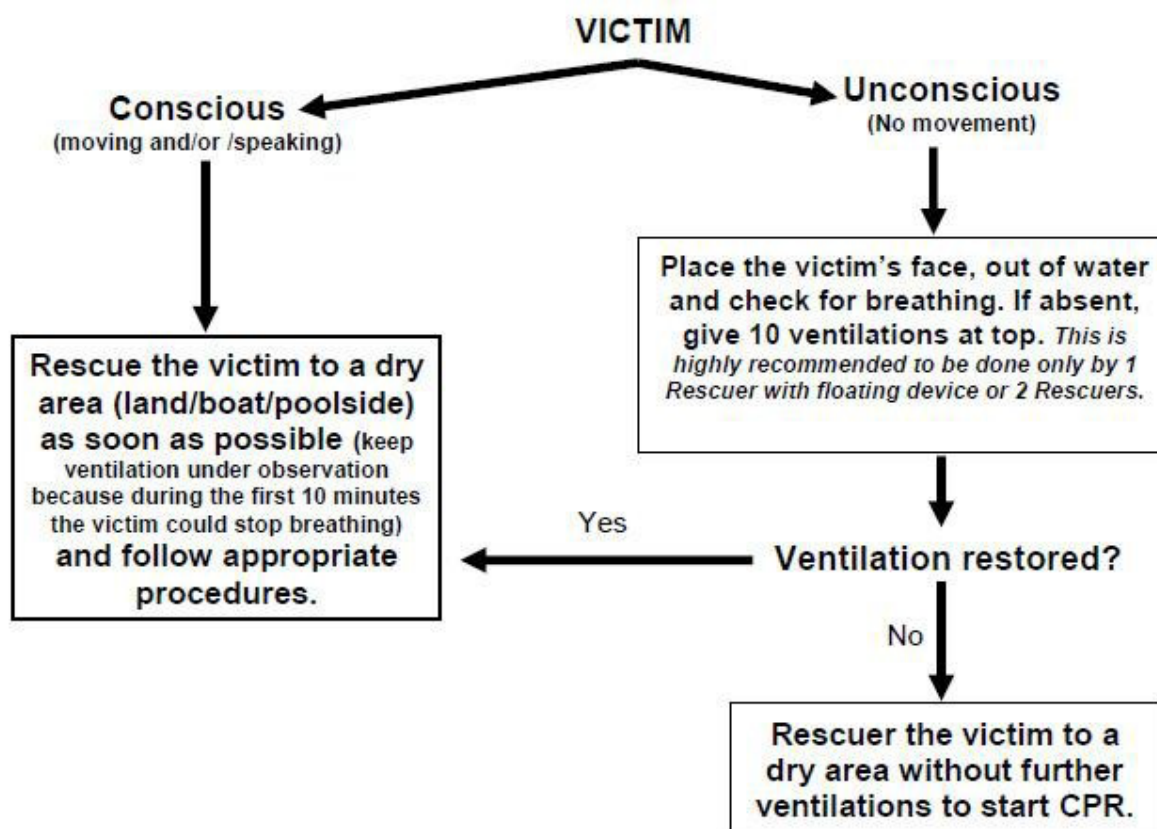 VICTIM
Conscious
(moving and/or /speaking)
Unconscious
(No movement)
Place the victim's face, out of water
and check for breathing. If absent,
give 10 ventilations at top. This is
highly recommended to be done only by 1
Rescuer with floating device or 2 Rescuers.
Rescue the victim to a dry
area (land/boat/poolside)
as soon as possible (keep
ventilation under observation
because during the first 10 minutes
the victim could stop breathing)
and follow appropriate
procedures.
Yes
Ventilation restored?
No
Rescuer the victim to a
dry area without further
ventilations to start CPR.